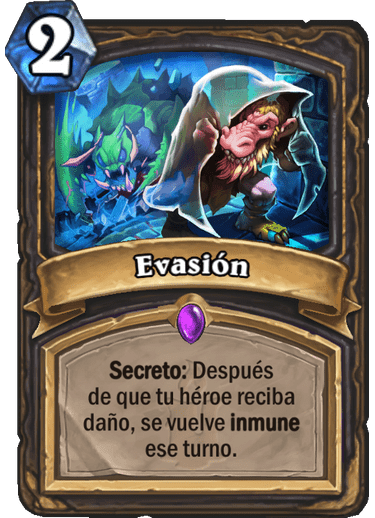 2
Evasión
Secreto: Después
de que tu héroe reciba
daño, se vuelve inmune
ese turno.